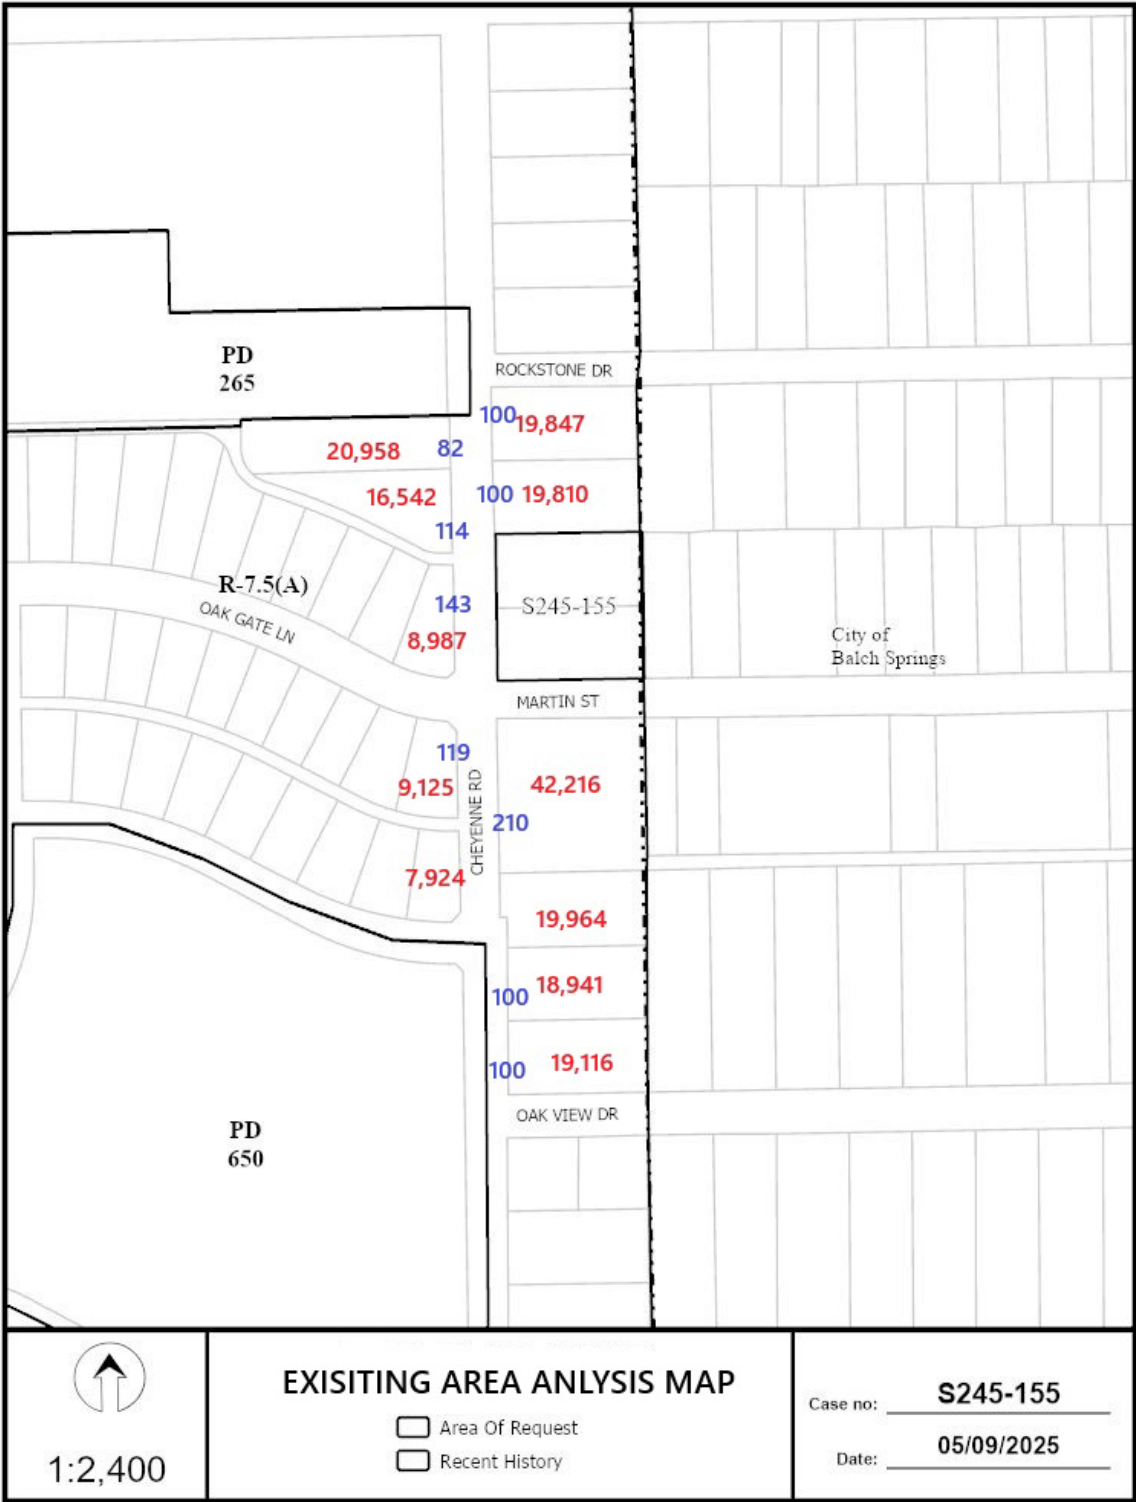 ROCKSTONE DR
PD
265
100
19,847
20,958
82
16,542
100
19,810
114
R-7.5(A)
OAK GATE LN
143
8,987
S245-155
City of
Balch Springs
MARTIN ST
119
9,125
CHEYENNE RD
42,216
210
7,924
19,964
100
18,941
100
19,116
OAK VIEW DR
PD
650
1:2,400
EXISITING AREA ANLYSIS MAP
Area Of Request
Recent History
Case no: S245-155
Date: 05/09/2025